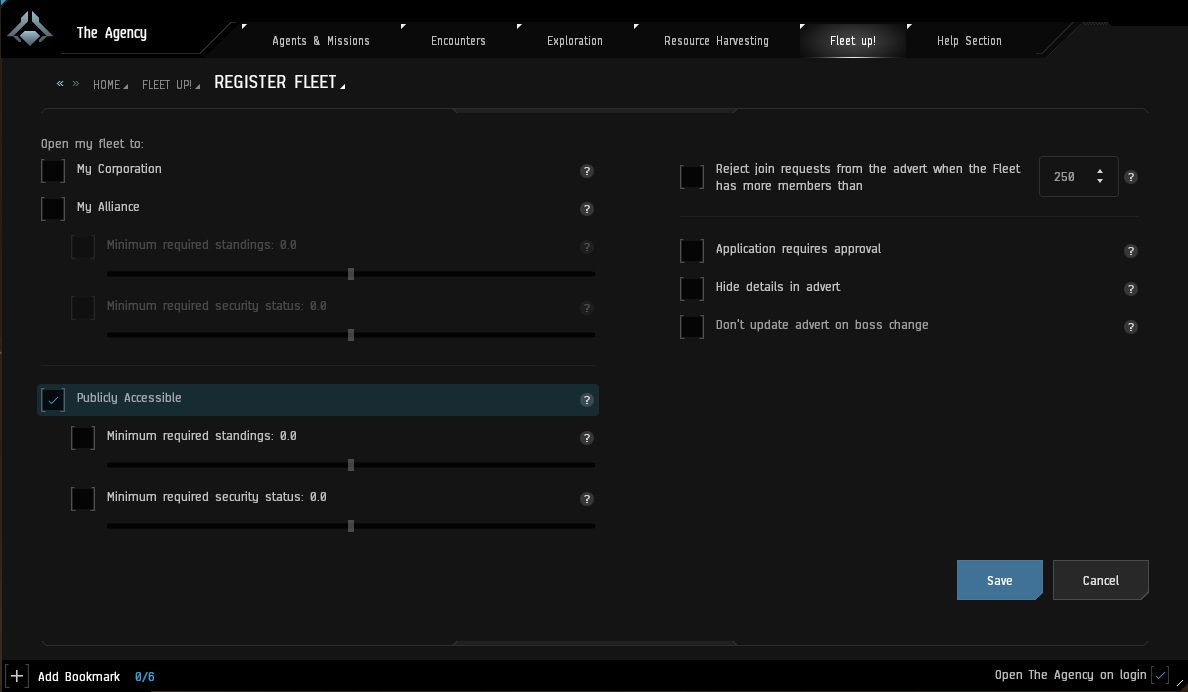 The Agency
Agents & Missions
Encounters
Exploration
Resource Harvesting
Fleet up!
Help Section
« » HOME FLEET UP! REGISTER FLEET
Open my fleet to:
My Corporation ?
My Alliance ?
Minimum required standings: 0.0 ?
Minimum required security status: 0.0 ?
Publicly Accessible ?
Minimum required standings: 0.0 ?
Minimum required security status: 0.0 ?
Reject join requests from the advert when the Fleet
has more members than
250 ?
Application requires approval ?
Hide details in advert ?
Don't update advert on boss change ?
Save
Cancel
Add Bookmark 0/6
Open The Agency on login